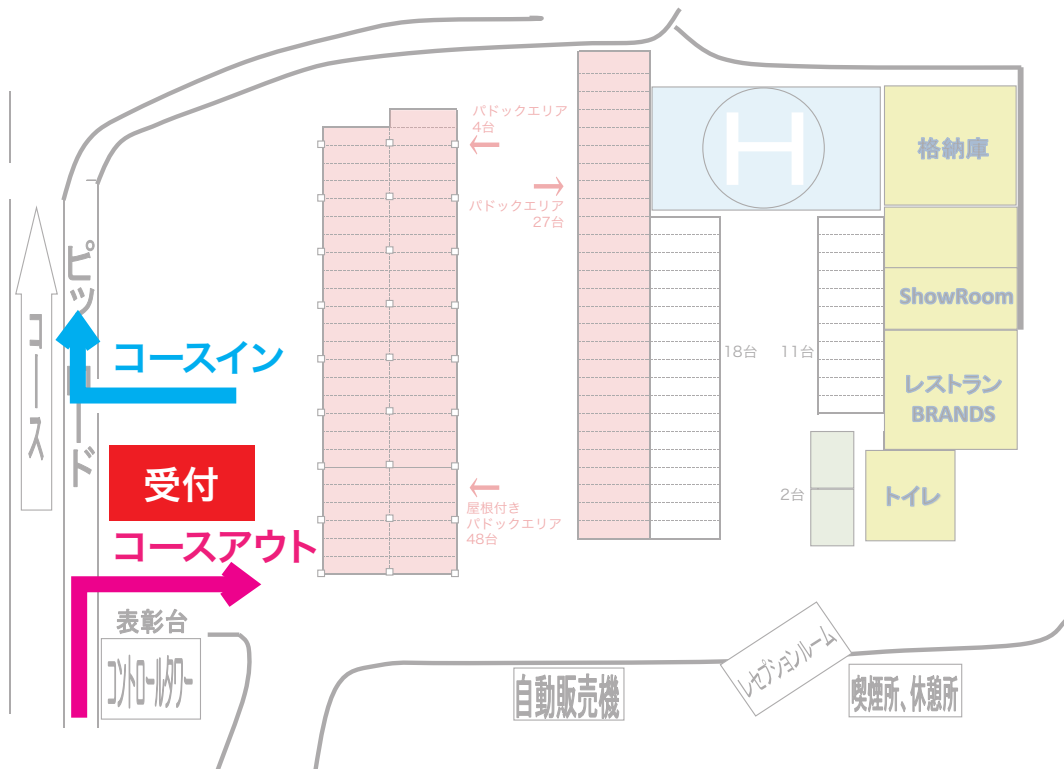 パドックエリア
4台
パドックエリア
27台
H
格納庫
ShowRoom
レストラン
BRANDS
トイレ
18台
11台
2台
コース
ピットロード
コースイン
受付
コースアウト
屋根付き
パドックエリア
48台
表彰台
コントロールタワー
自動販売機
レセプションルーム
喫煙所、休憩所